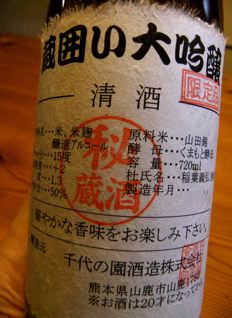 蔵囲い大吟醸
限定品
清酒
米、米麹
醸造アルコール
15度
+2
1.3
50%
秘
蔵酒
原料米…山田錦
酵母…くまもと酵母
容量…720ml
杜氏名…稲葉
製造年月…
華やかな香味をお楽しみ下さい
千代の園酒造株式会社
熊本県山鹿市山鹿
※お酒は20才になって